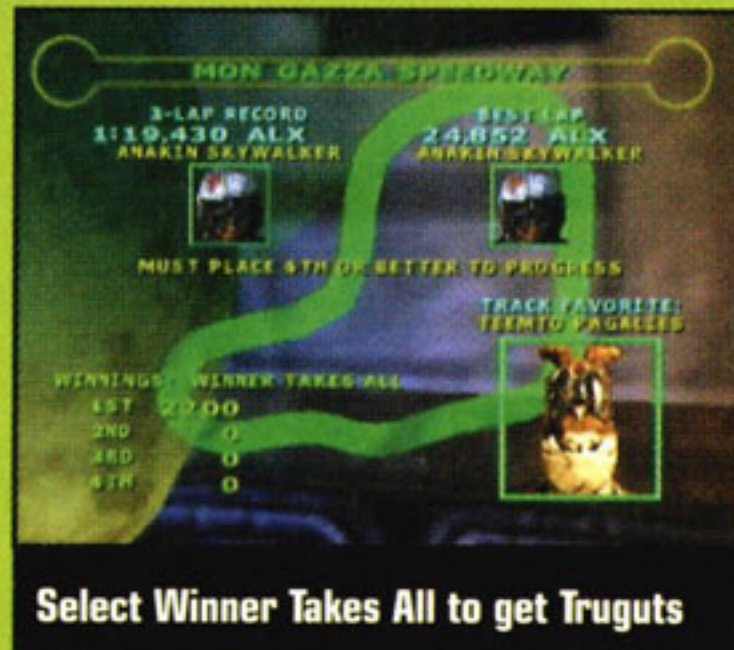 MON GAZZA SPEEDWAY
3-LAP RECORD
1:19.430 ALX
ANAKIN SKYWALKER
BEST LAP
24.852 ALX
ANAKIN SKYWALKER
MUST PLACE 4TH OR BETTER TO PROGRESS
TRACK FAVORITE:
TEEMTO PAGALIES
WINNINGS: WINNER TAKES ALL
1ST 2200
2ND 0
3RD 0
4TH 0
Select Winner Takes All to get Truguts